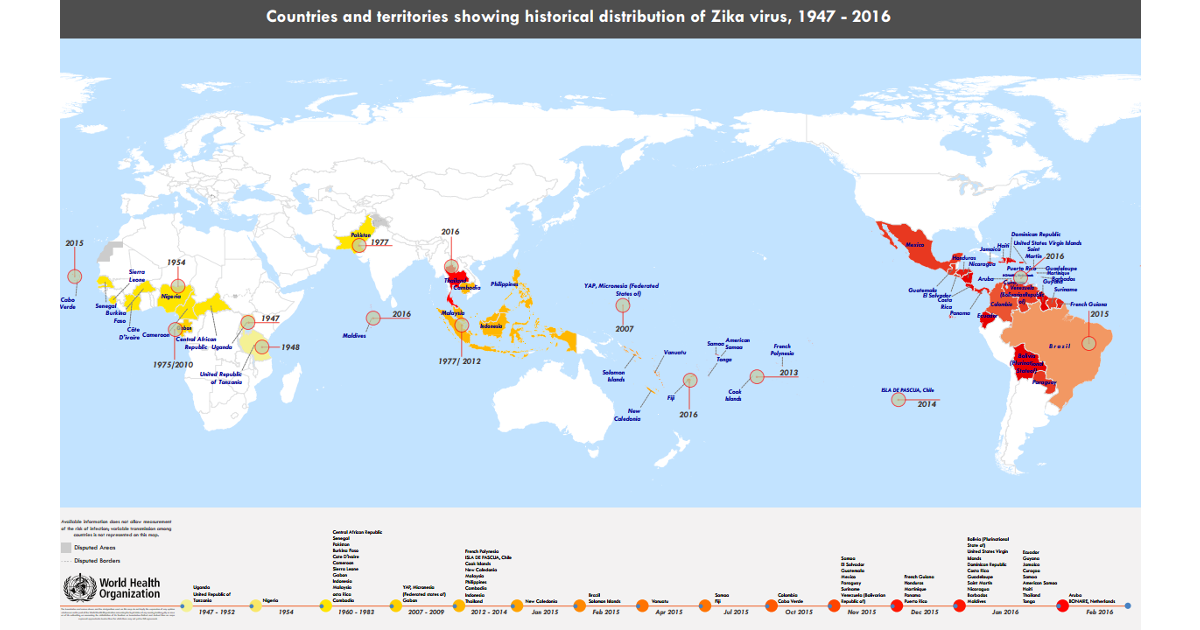 Countries and territories showing historical distribution of Zika virus, 1947 - 2016
2015
Cabo
Verde
Senegal
Sierra
Leone
Burkina
Faso
Côte
D'ivoire
1954
Nigeria
Cameroon
Gabon
1975/2010
Central African
Republic
Uganda
1947
1948
United Republic
of Tanzania
Pakistan
1977
Maldives
2016
2016
Thailand
Cambodia
Philippines
Malaysia
Indonesia
1977/ 2012
YAP, Micronesia (Federated
States of)
2007
Solomon
Islands
Vanuatu
New
Caledonia
Fiji
2016
Samoa
American
Samoa
Tonga
Cook
Islands
French
Polynesia
2013
ISLA DE PASCUA, Chile
2014
Mexico
Guatemala
El Salvador
Honduras
Nicaragua
Costa
Rica
Panama
Jamaica
Haiti
Dominican Republic
United States Virgin Islands
Saint
Martin
2016
Puerto Rico
Guadeloupe
Martinique
Barbados
Aruba
Guyana
Suriname
French Guiana
Venezuela
Colombia
Ecuador
Brasil
2015
Bolivia
Paraguay
Available information does not allow measurement
of the risk of infection; variable transmission among
countries is not represented on this map.
Disputed Areas
Disputed Borders
World Health
Organization
Uganda
United Republic of
Tanzania
1947 - 1952
Nigeria
1954
Central African Republic
Senegal
Pakistan
Burkina Faso
Cote D'ivoire
Cameroon
Sierra Leone
Gabon
Indonesia
Malaysia
Cambodia
1960 - 1983
YAP, Micronesia
(Federated states of)
Gabon
2007 - 2009
French Polynesia
ISLA DE PASCUA, Chile
Cook Islands
New Caledonia
Malaysia
Philippines
Cambodia
Indonesia
Thailand
2012 - 2014
New Caledonia
Jan 2015
Brazil
Solomon Islands
Feb 2015
Vanuatu
Apr 2015
Samoa
Fiji
Jul 2015
Colombia
Cabo Verde
Oct 2015
Samoa
El Salvador
Guatemala
Mexico
Paraguay
Suriname
Venezuela (Bolivarian
Republic of)
Nov 2015
French Guiana
Honduras
Martinique
Panama
Puerto Rico
Dec 2015
Bolivia (Plurinational
State of)
United States Virgin
Islands
Dominican Republic
Costa Rica
Guadeloupe
Saint Martin
Nicaragua
Barbados
Maldives
Ecuador
Guyana
Jamaica
Curaçao
Samoa
American Samoa
Haiti
Thailand
Tonga
Jan 2016
Aruba
BONAIRE, Netherlands
Feb 2016